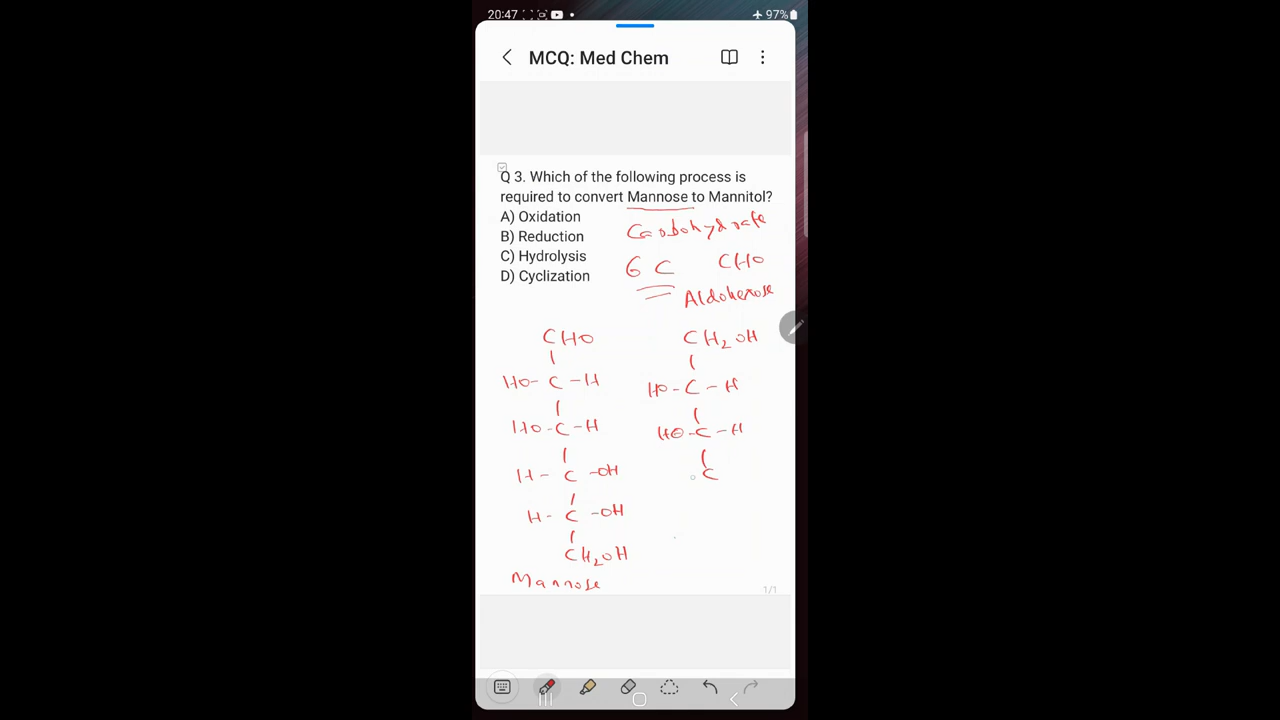 20:47
97%
MCQ: Med Chem
Q 3. Which of the following process is
required to convert Mannose to Mannitol?
A) Oxidation
B) Reduction
C) Hydrolysis
D) Cyclization
Carbohydrate
6 C CHO
Aldohexose
CHO CH2OH
HO-C-H HO-C-H
HO-C-H HO-C-H
H-C-OH C
H-C-OH
CH2OH
Mannose
1/1